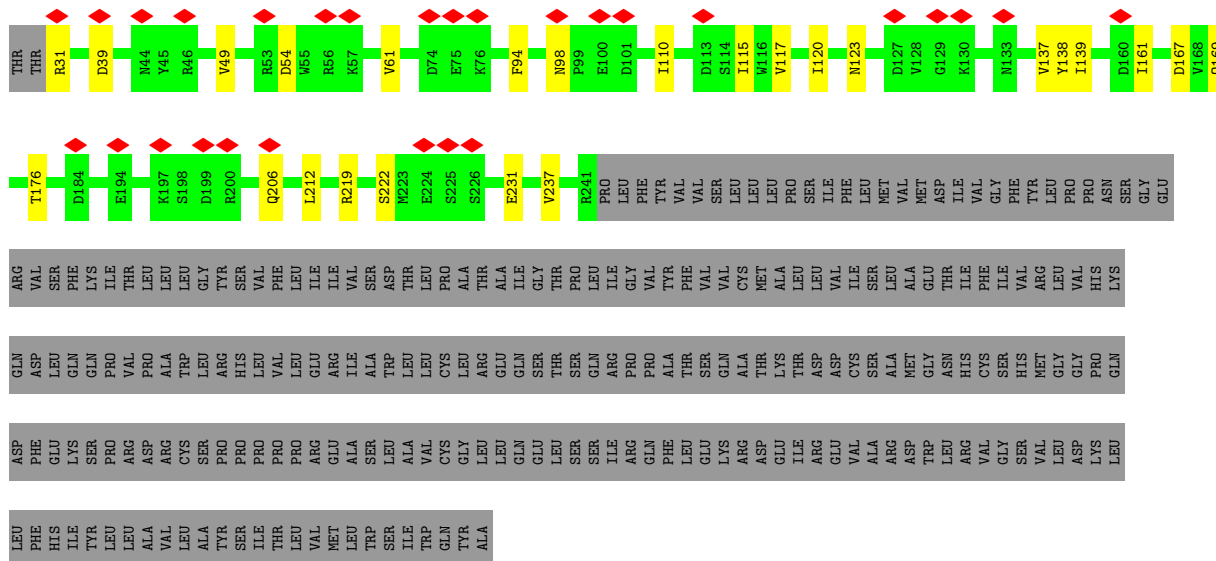 THR THR R31 D39 N44 Y45 R46 V49 R53 D54 W55 R56 K57 V61 D74 E75 K76 F94 N98 P99 E100 D101 I110 D113 S114 I115 W116 V117 I120 N123 D127 V128 G129 K130 N133 V137 Y138 I139 D160 I161 D167 V168
T176 D184 E194 K197 S198 D199 R200 Q206 L212 R219 S222 M223 E224 S225 S226 E231 V237 R241 PRO LEU PHE TYR VAL VAL SER LEU LEU LEU PRO SER ILE PHE LEU MET VAL MET ASP ILE VAL GLY PHE TYR LEU PRO PRO ASN SER GLY GLU
ARG VAL SER PHE LYS ILE THR LEU LEU LEU GLY TYR SER VAL PHE LEU ILE ILE VAL SER ASP THR LEU PRO ALA THR ALA ILE GLY THR PRO LEU ILE GLY VAL TYR PHE VAL VAL CYS MET ALA LEU LEU VAL ILE SER LEU ALA GLU THR ILE PHE ILE VAL ARG LEU VAL HIS LYS
GLN ASP LEU GLN GLN PRO VAL PRO ALA TRP LEU ARG HIS LEU VAL LEU GLU ARG ILE ALA TRP LEU LEU CYS LEU ARG GLU GLN SER THR SER GLN ARG PRO PRO ALA THR SER GLN ALA THR LYS THR ASP ASP CYS SER ALA MET GLY ASN HIS CYS SER HIS MET GLY GLY PRO GLN
ASP PHE GLU LYS SER PRO ARG ASP ARG CYS SER PRO PRO PRO PRO PRO ARG GLU ALA SER LEU ALA VAL CYS GLY LEU LEU GLN GLU LEU SER SER ILE ARG GLN PHE LEU GLU LYS ARG ASP GLU ILE ARG GLU VAL ALA ARG ASP TRP LEU ARG VAL GLY SER VAL LEU ASP LYS LEU
LEU PHE HIS ILE TYR LEU LEU ALA VAL LEU ALA TYR SER ILE THR LEU VAL MET LEU TRP SER ILE TRP GLN TYR ALA